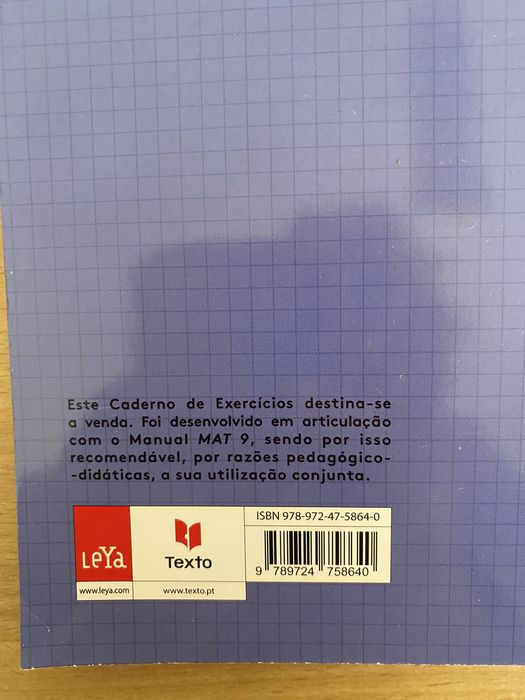 Este Caderno de Exercícios destina-se
a venda. Foi desenvolvido em articulação
com o Manual MAT 9, sendo por isso
recomendável, por razões pedagógico-
-didáticas, a sua utilização conjunta.
LeYa
www.leya.com
Texto
www.texto.pt
ISBN 978-972-47-5864-0
9 789724 758640